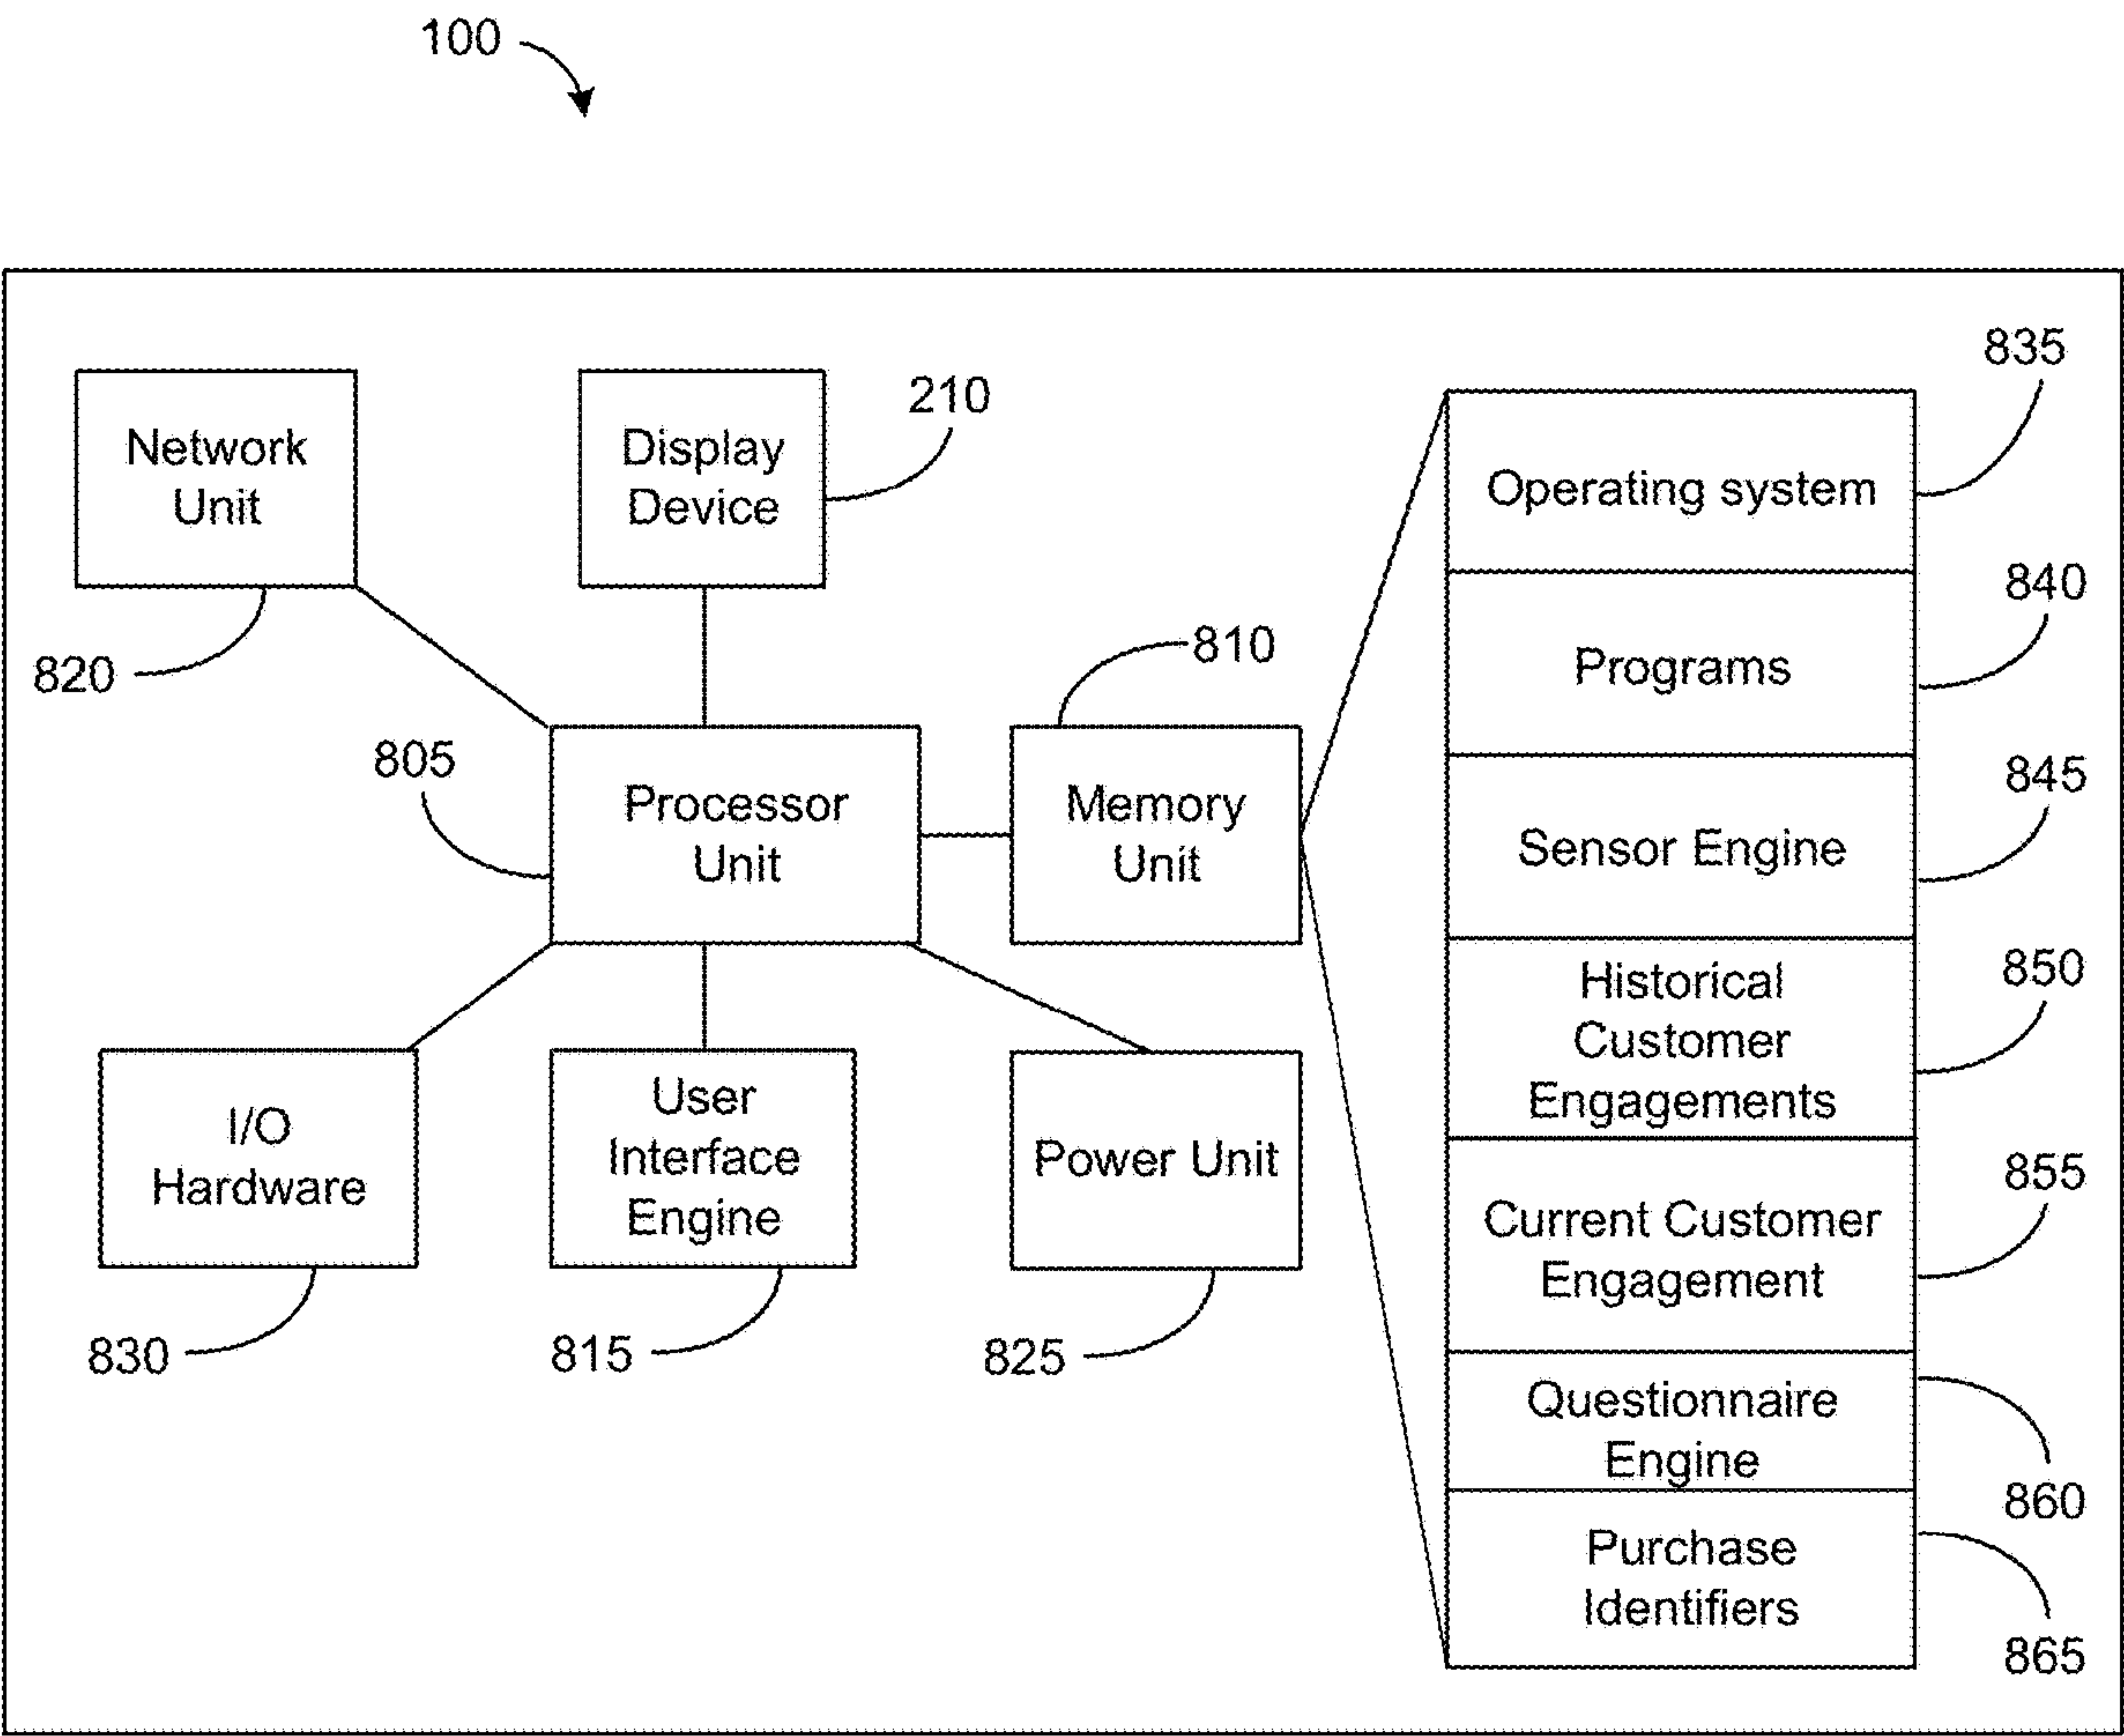 100
Network
Unit
820
Display
Device
210
805
Processor
Unit
810
Memory
Unit
I/O
Hardware
830
User
Interface
Engine
815
Power Unit
825
Operating system
835
Programs
840
Sensor Engine
845
Historical
Customer
Engagements
850
Current Customer
Engagement
855
Questionnaire
Engine
860
Purchase
Identifiers
865